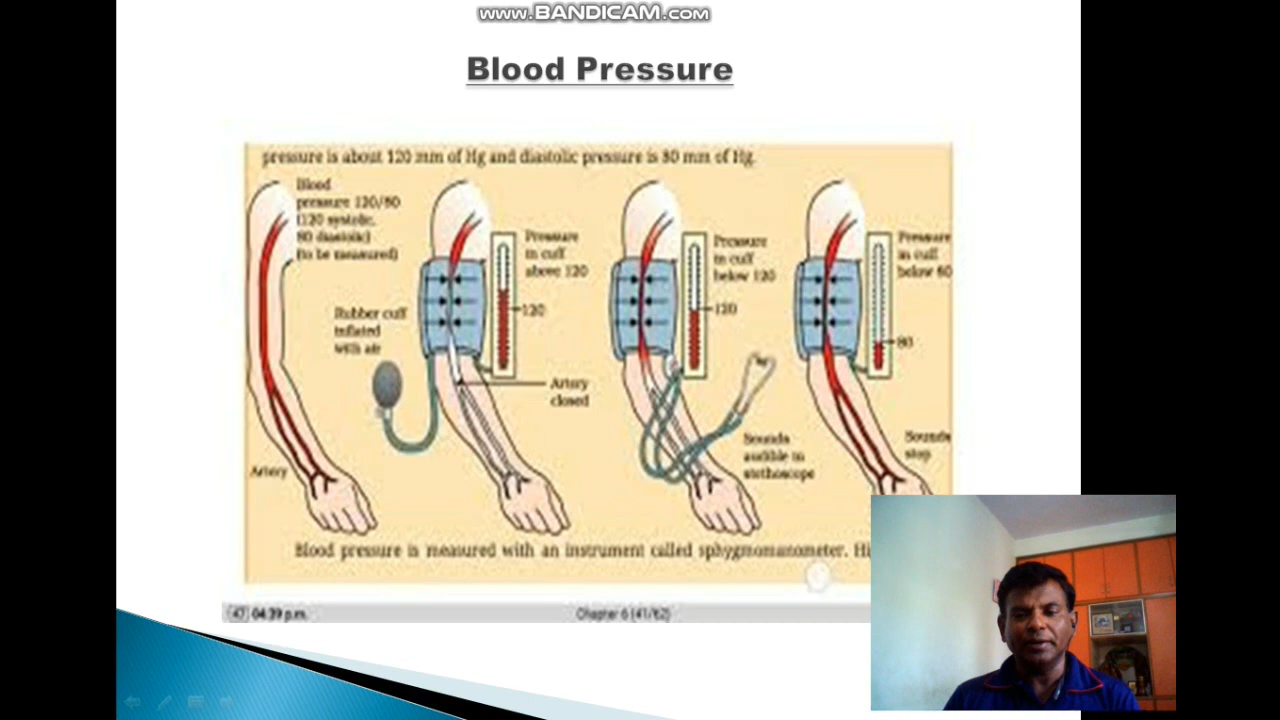 www.BANDICAM.com
Blood Pressure
pressure is about 120 mm of Hg and diastolic pressure is 80 mm of Hg.
Blood
pressure 120/80
(120 systolic,
80 diastolic)
(to be measured)
Rubber cuff
inflated
with air
Artery
Pressure
in cuff
above 120
120
Artery
closed
Pressure
in cuff
below 120
120
Sounds
audible in
stethoscope
Pressure
in cuff
below 80
80
Sounds
stop
Blood pressure is measured with an instrument called sphygmomanometer. Hi
47 04:39 p.m.
Chapter 6 (41/62)